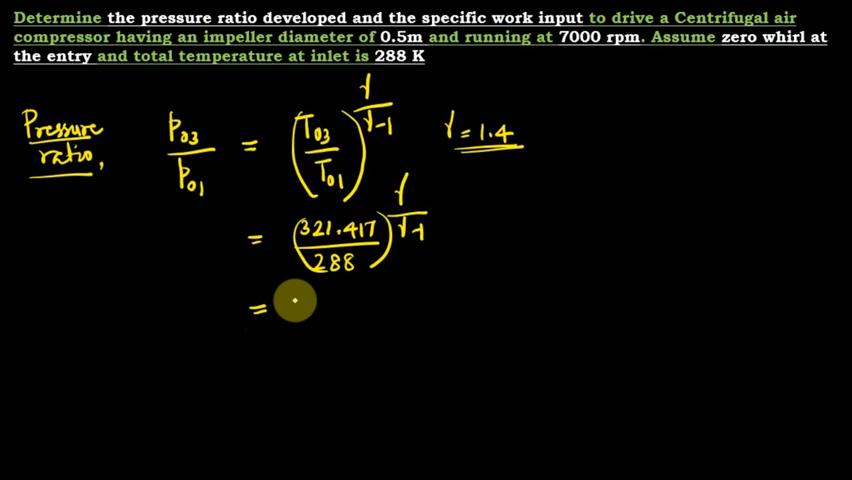 Determine the pressure ratio developed and the specific work input to drive a Centrifugal air
compressor having an impeller diameter of 0.5m and running at 7000 rpm. Assume zero whirl at
the entry and total temperature at inlet is 288 K
Pressure ratio, P03/P01 = (T03/T01)^(γ/(γ-1)) γ = 1.4
= (321.417/288)^(γ/(γ-1))
=